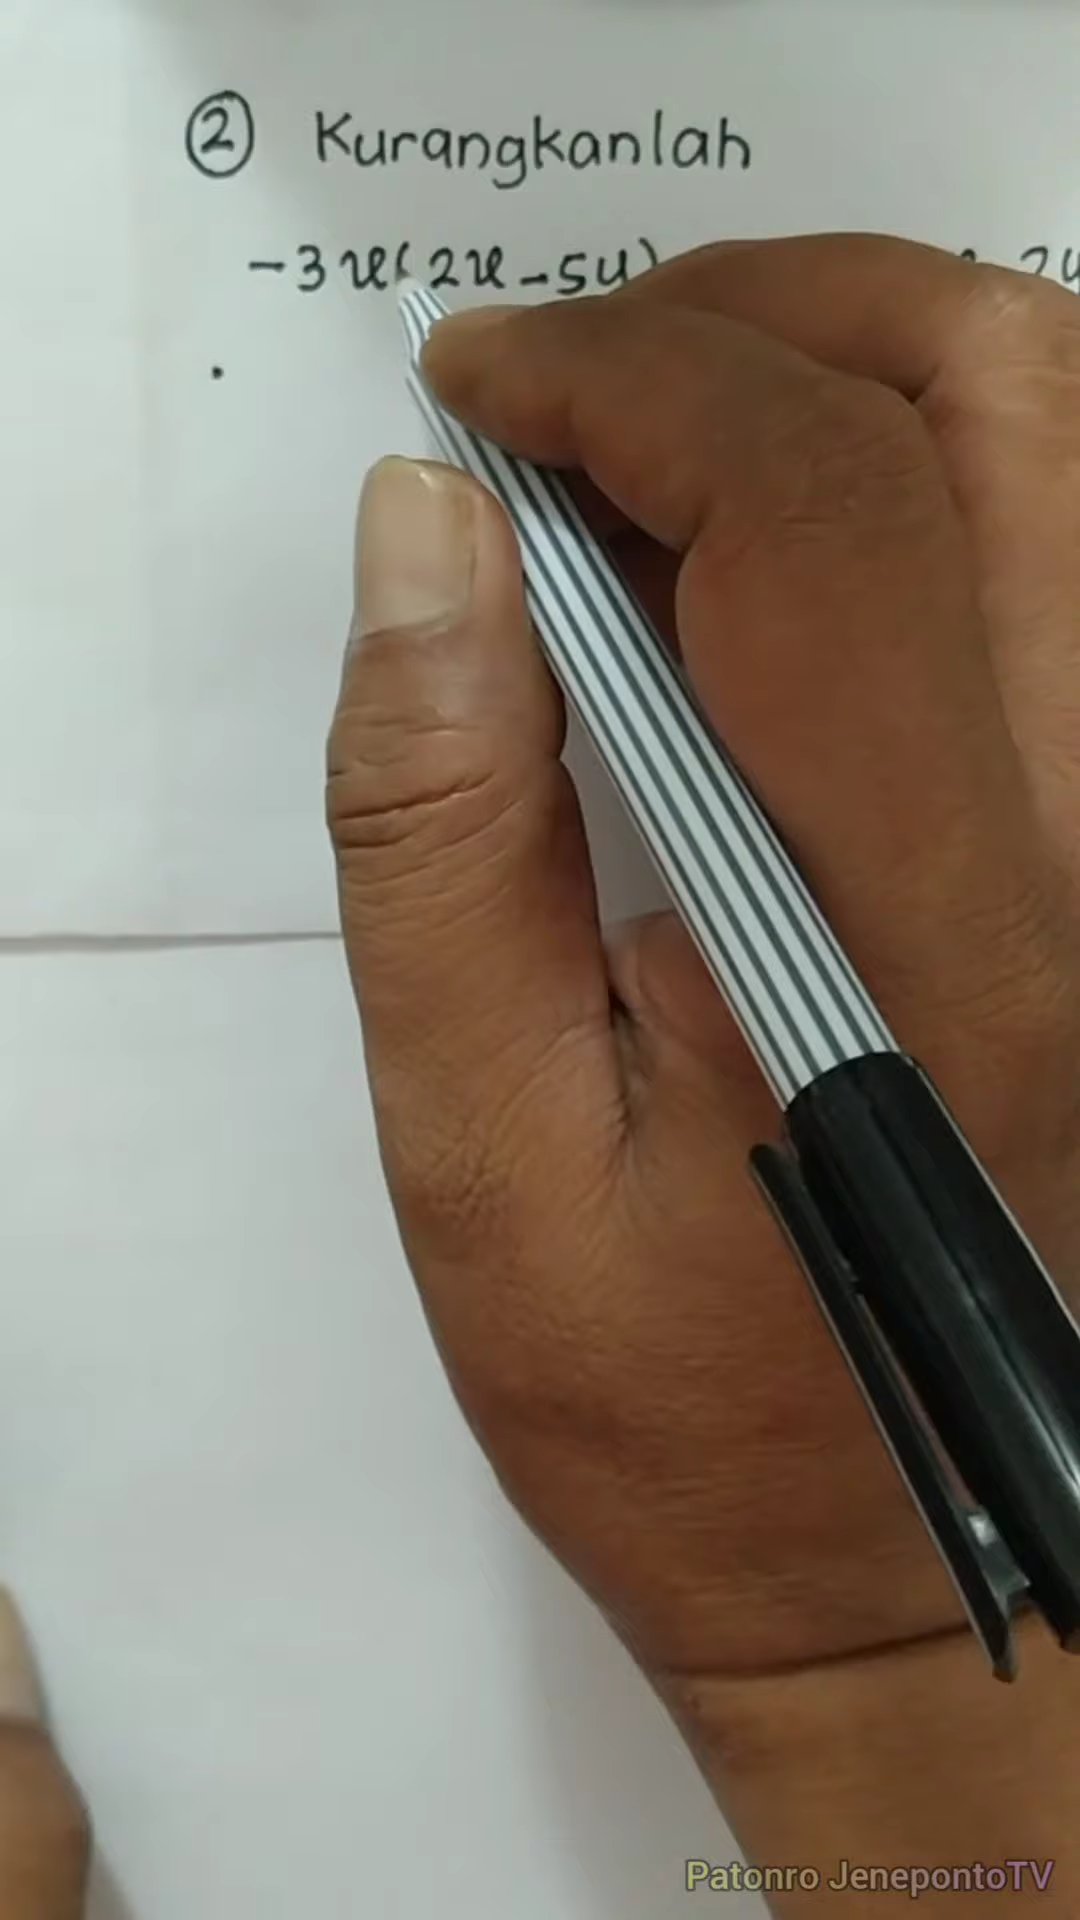 ② Kurangkanlah
-3x(2x-5y)
Patonro JenepontoTV